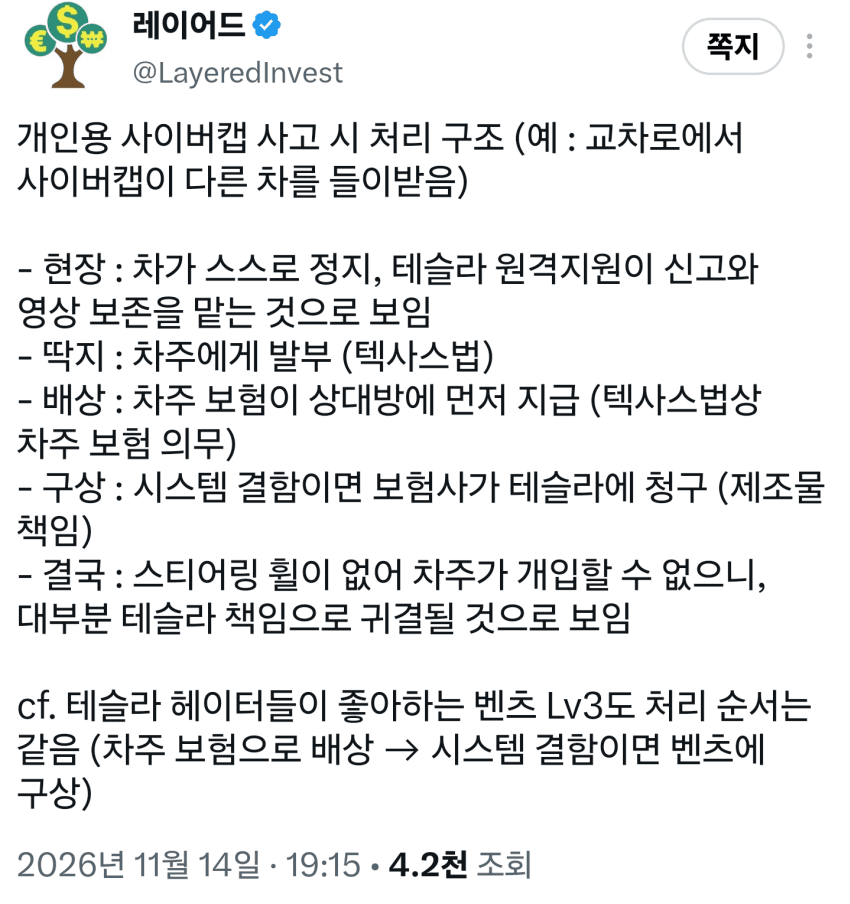 레이어드
@LayeredInvest
쪽지
개인용 사이버캡 사고 시 처리 구조 (예 : 교차로에서
사이버캡이 다른 차를 들이받음)
- 현장 : 차가 스스로 정지, 테슬라 원격지원이 신고와
영상 보존을 맡는 것으로 보임
- 딱지 : 차주에게 발부 (텍사스법)
- 배상 : 차주 보험이 상대방에 먼저 지급 (텍사스법상
차주 보험 의무)
- 구상 : 시스템 결함이면 보험사가 테슬라에 청구 (제조물
책임)
- 결국 : 스티어링 휠이 없어 차주가 개입할 수 없으니,
대부분 테슬라 책임으로 귀결될 것으로 보임
cf. 테슬라 헤이터들이 좋아하는 벤츠 Lv3도 처리 순서는
같음 (차주 보험으로 배상 → 시스템 결함이면 벤츠에
구상)
2026년 11월 14일 · 19:15 • 4.2천 조회